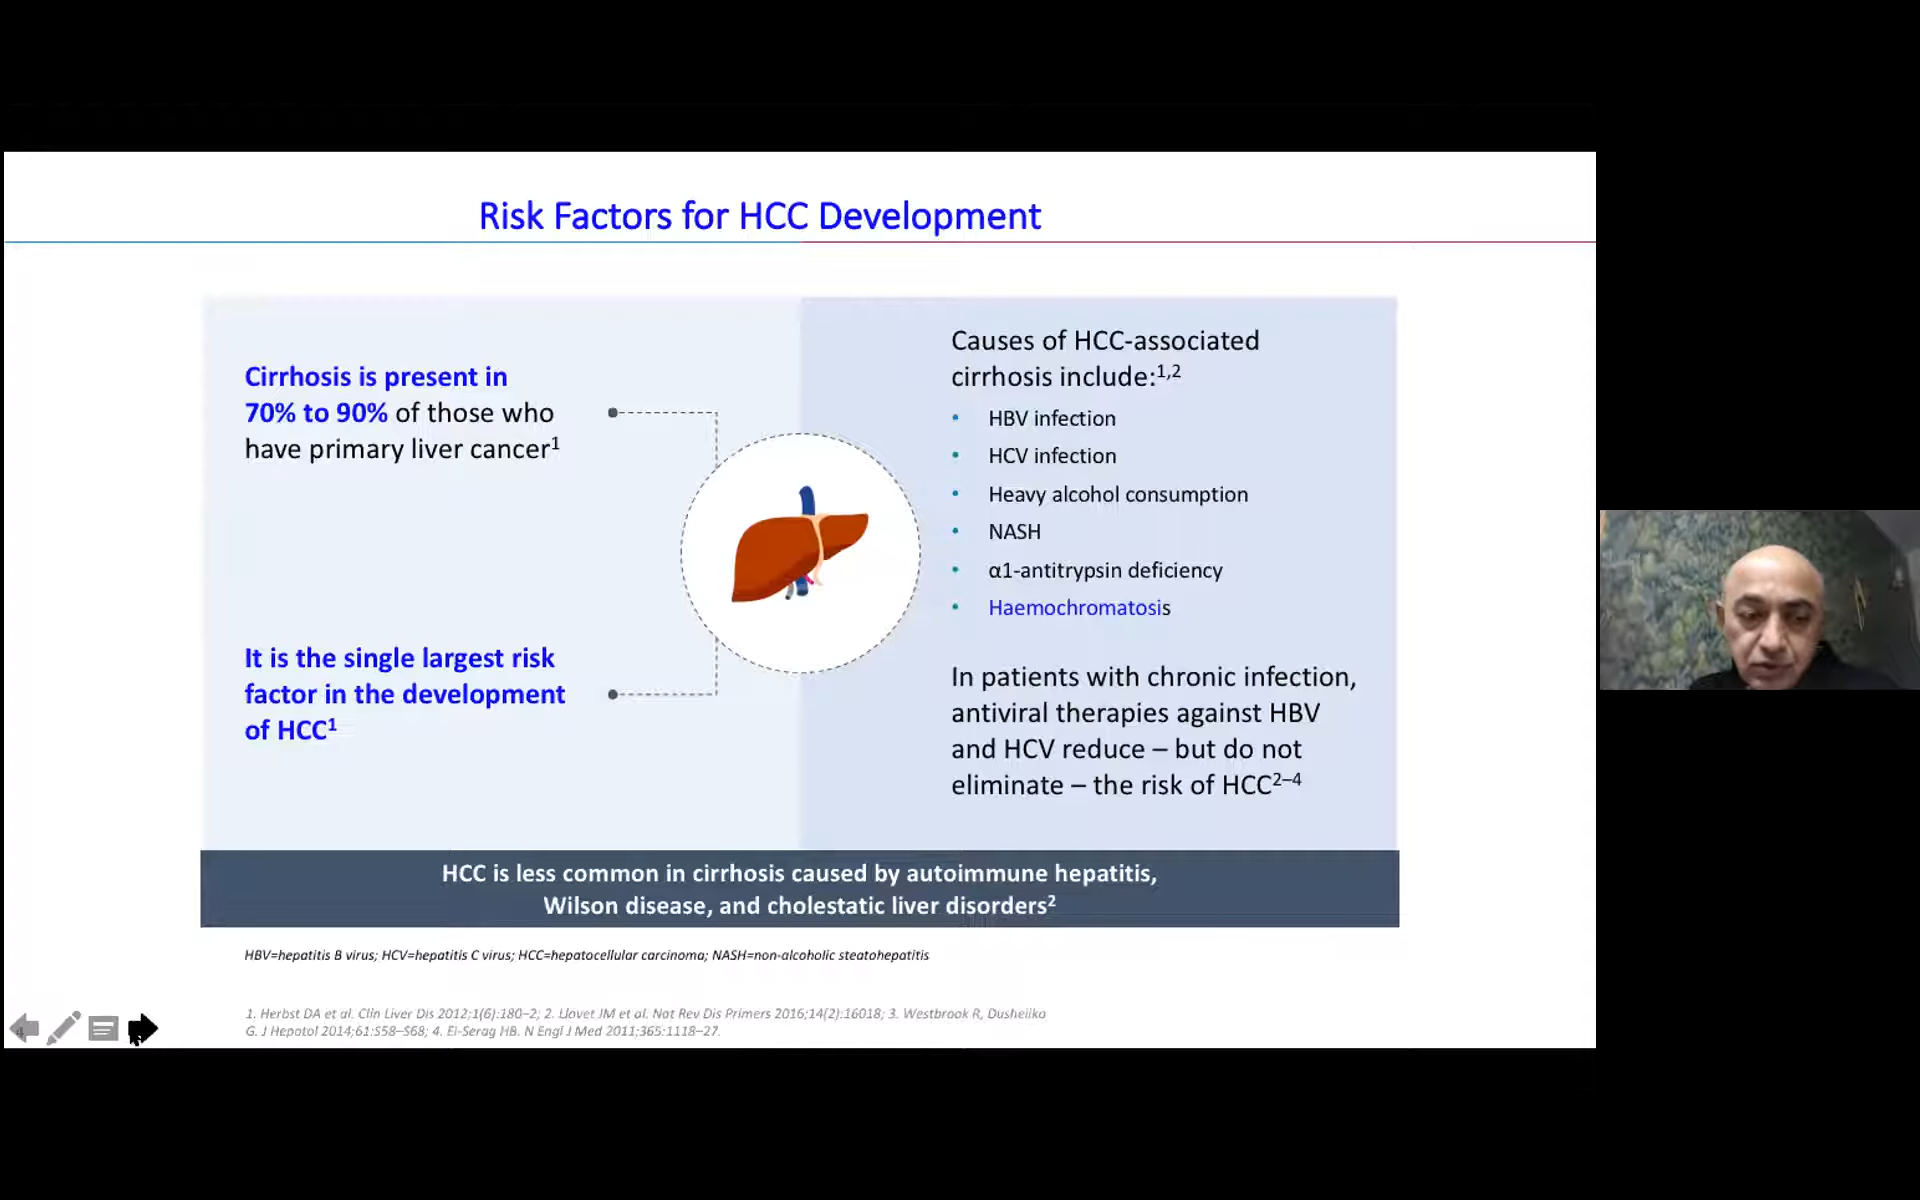 Risk Factors for HCC Development
Cirrhosis is present in
70% to 90% of those who
have primary liver cancer¹
It is the single largest risk
factor in the development
of HCC¹
Causes of HCC-associated
cirrhosis include:¹,²
• HBV infection
• HCV infection
• Heavy alcohol consumption
• NASH
• α1-antitrypsin deficiency
• Haemochromatosis
In patients with chronic infection,
antiviral therapies against HBV
and HCV reduce – but do not
eliminate – the risk of HCC²⁻⁴
HCC is less common in cirrhosis caused by autoimmune hepatitis,
Wilson disease, and cholestatic liver disorders²
HBV=hepatitis B virus; HCV=hepatitis C virus; HCC=hepatocellular carcinoma; NASH=non-alcoholic steatohepatitis
1. Herbst DA et al. Clin Liver Dis 2012;1(6):180–2; 2. Llovet JM et al. Nat Rev Dis Primers 2016;14(2):16018; 3. Westbrook R, Dusheiko
G. J Hepatol 2014;61:S58–S68; 4. El-Serag HB. N Engl J Med 2011;365:1118–27.